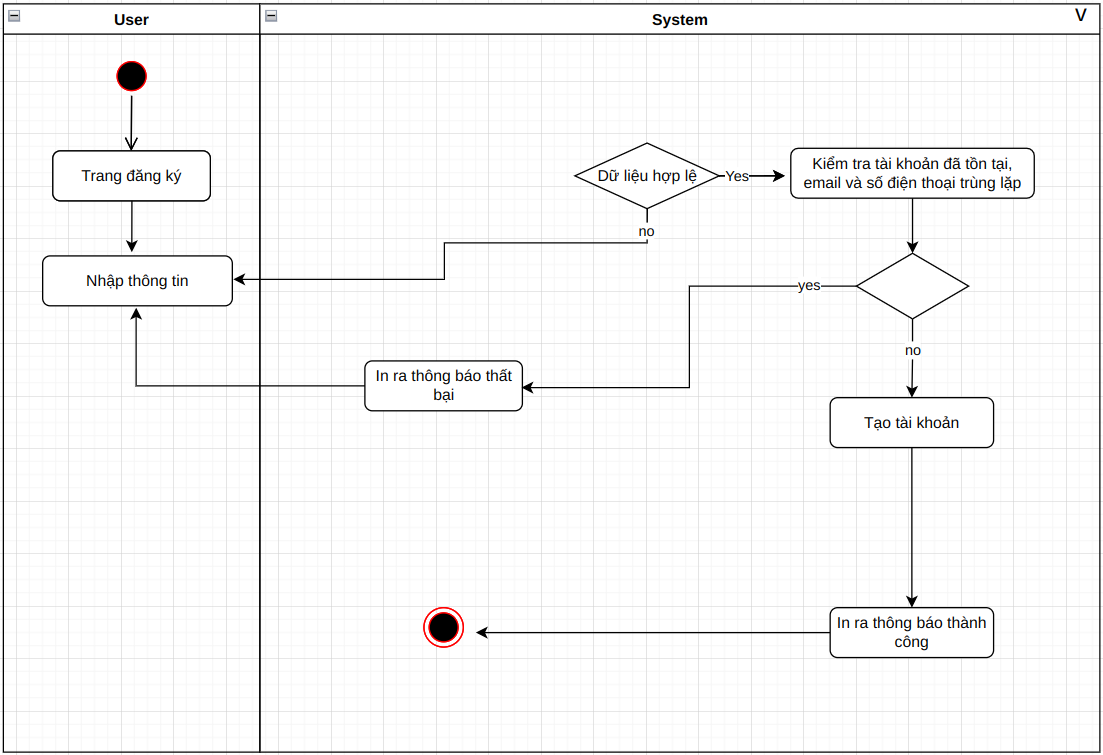 User
System
V
Trang đăng ký
Dữ liệu hợp lệ
Yes
Kiểm tra tài khoản đã tồn tại,
email và số điện thoại trùng lặp
no
Nhập thông tin
yes
no
In ra thông báo thất
bại
Tạo tài khoản
In ra thông báo thành
công